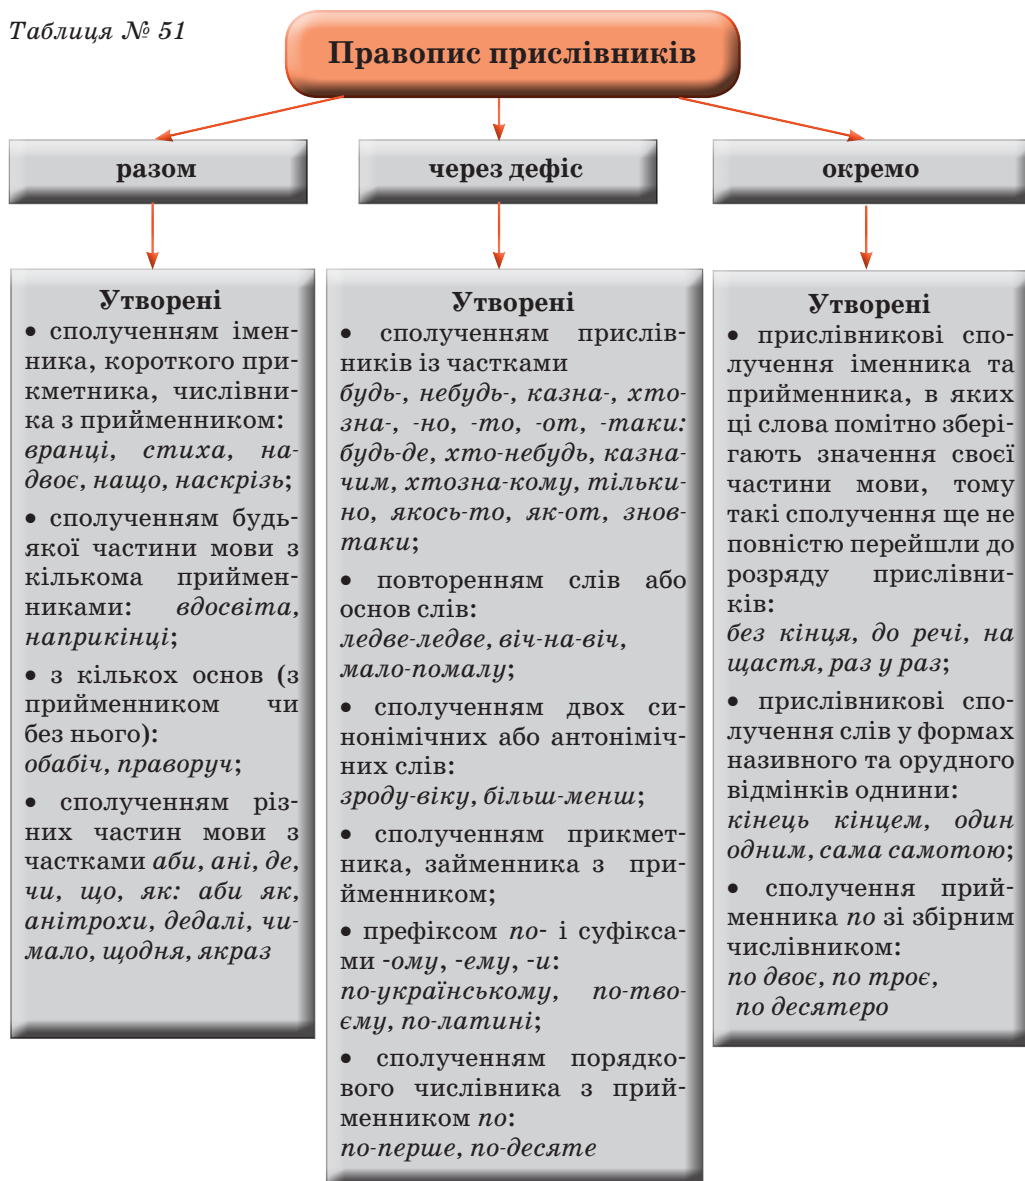 Таблиця № 51
Правопис прислівників
разом
через дефіс
окремо
Утворені
• сполученням імен-
ника, короткого при-
кметника, числівни-
ка з прийменником:
вранці, стиха, на-
двоє, нащо, наскрізь;
• сполученням будь-
якої частини мови з
кількома приймен-
никами: вдосвіта,
наприкінці;
• з кількох основ (з
прийменником чи
без нього):
обабіч, праворуч;
• сполученням різ-
них частин мови з
частками аби, ані, де,
чи, що, як: аби як,
анітрохи, дедалі, чи-
мало, щодня, якраз
Утворені
• сполученням прислів-
ників із частками
будь-, небудь-, казна-, хто-
зна-, -но, -то, -от, -таки:
будь-де, хто-небудь, казна-
чим, хтозна-кому, тільки-
но, якось-то, як-от, знов-
таки;
• повторенням слів або
основ слів:
ледве-ледве, віч-на-віч,
мало-помалу;
• сполученням двох си-
нонімічних або антоніміч-
них слів:
зроду-віку, більш-менш;
• сполученням прикмет-
ника, займенника з при-
йменником;
• префіксом по- і суфікса-
ми -ому, -ему, -и:
по-українському, по-тво-
єму, по-латині;
• сполученням порядко-
вого числівника з прий-
менником по:
по-перше, по-десяте
Утворені
• прислівникові спо-
лучення іменника та
прийменника, в яких
ці слова помітно збері-
гають значення своєї
частини мови, тому
такі сполучення ще не
повністю перейшли до
розряду прислівни-
ків:
без кінця, до речі, на
щастя, раз у раз;
• прислівникові спо-
лучення слів у формах
називного та орудного
відмінків однини:
кінець кінцем, один
одним, сама самотою;
• сполучення прий-
менника по зі збірним
числівником:
по двоє, по троє,
по десятеро